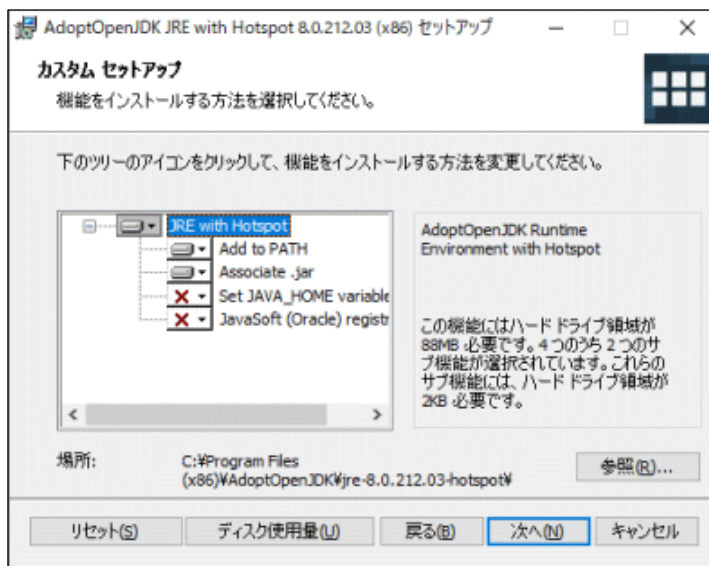 AdoptOpenJDK JRE with Hotspot 8.0.212.03 (x86) セットアップ
カスタム セットアップ
機能をインストールする方法を選択してください。
下のツリーのアイコンをクリックして、機能をインストールする方法を変更してください。
JRE with Hotspot
Add to PATH
Associate .jar
Set JAVA_HOME variable
JavaSoft (Oracle) registr
AdoptOpenJDK Runtime
Environment with Hotspot
この機能にはハード ドライブ領域が
88MB 必要です。4 つのうち 2 つのサ
ブ機能が選択されています。これらの
サブ機能には、ハード ドライブ領域が
2KB 必要です。
場所:
C:¥Program Files
(x86)¥AdoptOpenJDK¥jre-8.0.212.03-hotspot¥
参照(R)...
リセット(S)
ディスク使用量(U)
戻る(B)
次へ(N)
キャンセル